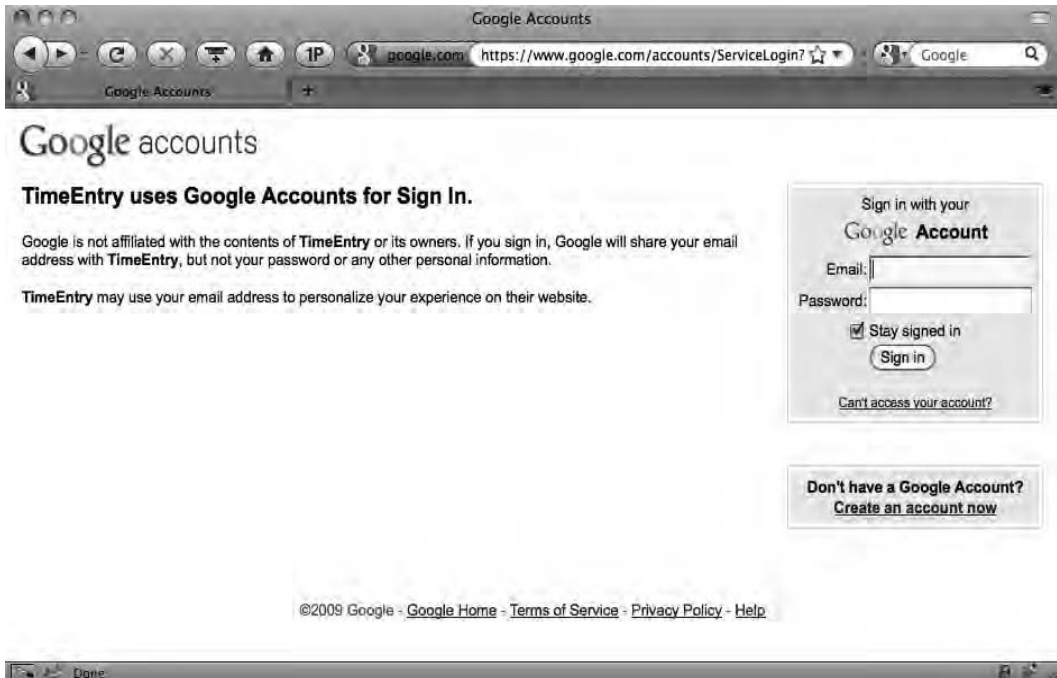 Google Accounts
1P
google.com
https://www.google.com/accounts/ServiceLogin?
Google
Google Accounts
+
Google accounts
TimeEntry uses Google Accounts for Sign In.
Google is not affiliated with the contents of TimeEntry or its owners. If you sign in, Google will share your email
address with TimeEntry, but not your password or any other personal information.
TimeEntry may use your email address to personalize your experience on their website.
Sign in with your
Google Account
Email:
Password:
Stay signed in
Sign in
Can't access your account?
Don't have a Google Account?
Create an account now
©2009 Google - Google Home - Terms of Service - Privacy Policy - Help
Done